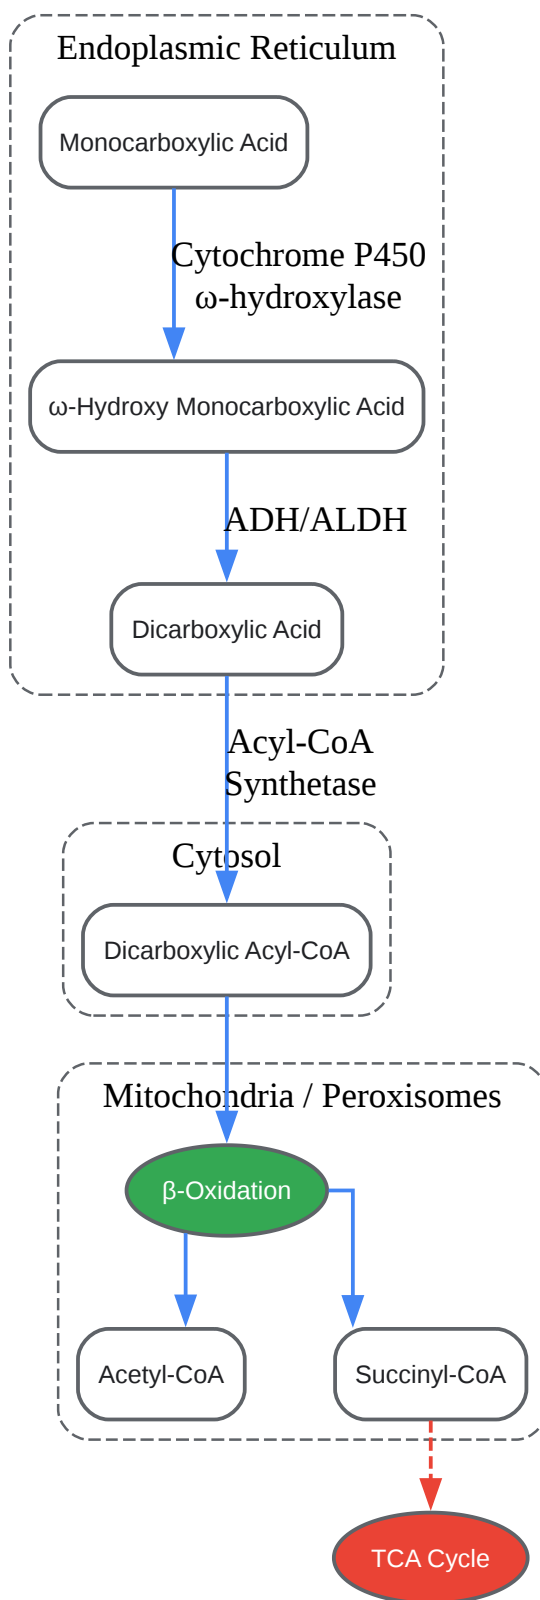 Endoplasmic Reticulum
Monocarboxylic Acid
Cytochrome P450
ω-hydroxylase
ω-Hydroxy Monocarboxylic Acid
ADH/ALDH
Dicarboxylic Acid
Acyl-CoA
Synthetase
Cytosol
Dicarboxylic Acyl-CoA
Mitochondria / Peroxisomes
β-Oxidation
Acetyl-CoA
Succinyl-CoA
TCA Cycle